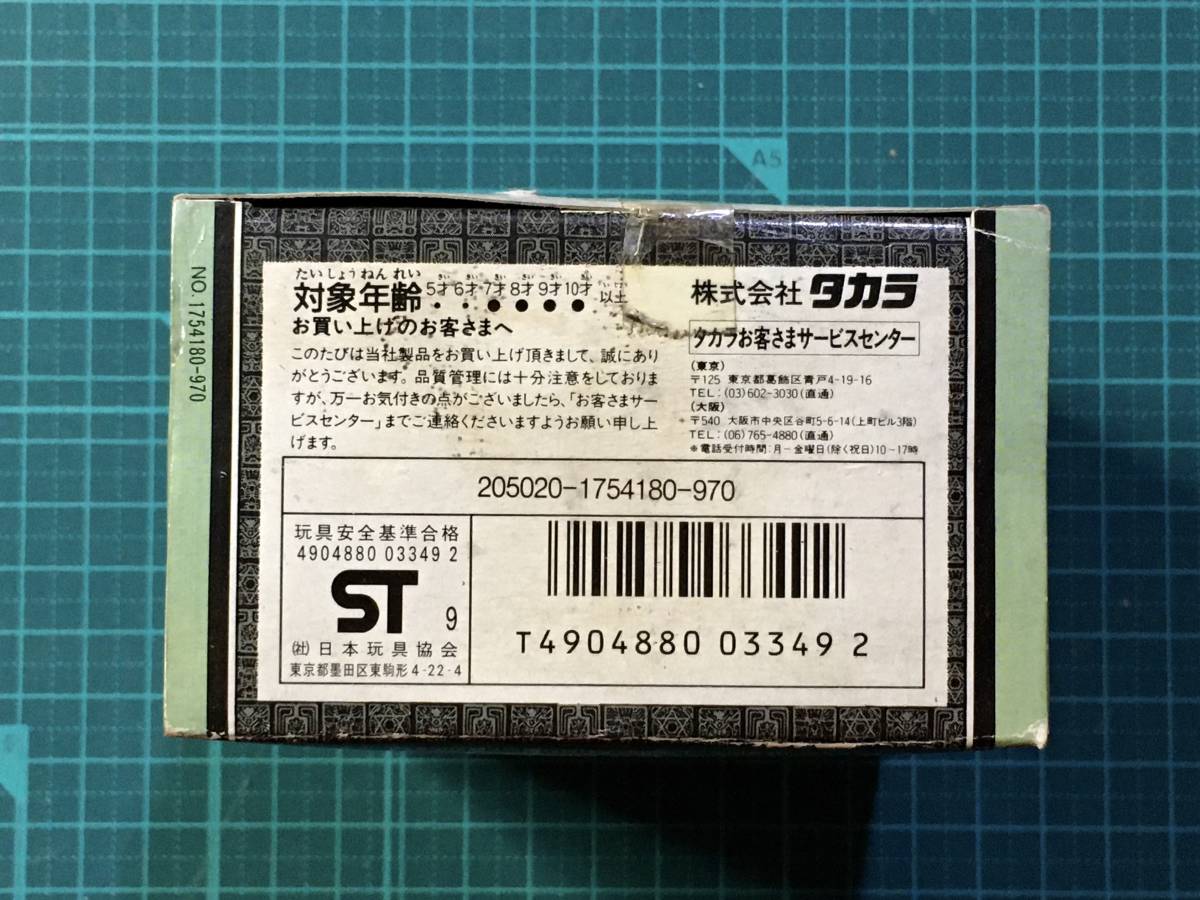 A5
NO.1754180-970
たいしょうねんれい
対象年齢 5才 6才 7才 8才 9才 10才 以上
お買い上げのお客さまへ
このたびは当社製品をお買い上げ頂きまして、誠にあり
がとうございます。品質管理には十分注意をしておりま
すが、万一お気付きの点がございましたら、「お客さまサー
ビスセンター」までご連絡くださいますようお願い申し上
げます。
株式会社 タカラ
タカラお客さまサービスセンター
(東京)
〒125 東京都葛飾区青戸4-19-16
TEL:(03)602-3030(直通)
(大阪)
〒540 大阪市中央区谷町5-6-14(上町ビル3階)
TEL:(06)765-4880(直通)
*電話受付時間:月-金曜日(除く祝日)10-17時
205020-1754180-970
玩具安全基準合格
4904880 03349 2
ST 9
㈳日本玩具協会
東京都墨田区東駒形4-22-4
T4904880 03349 2